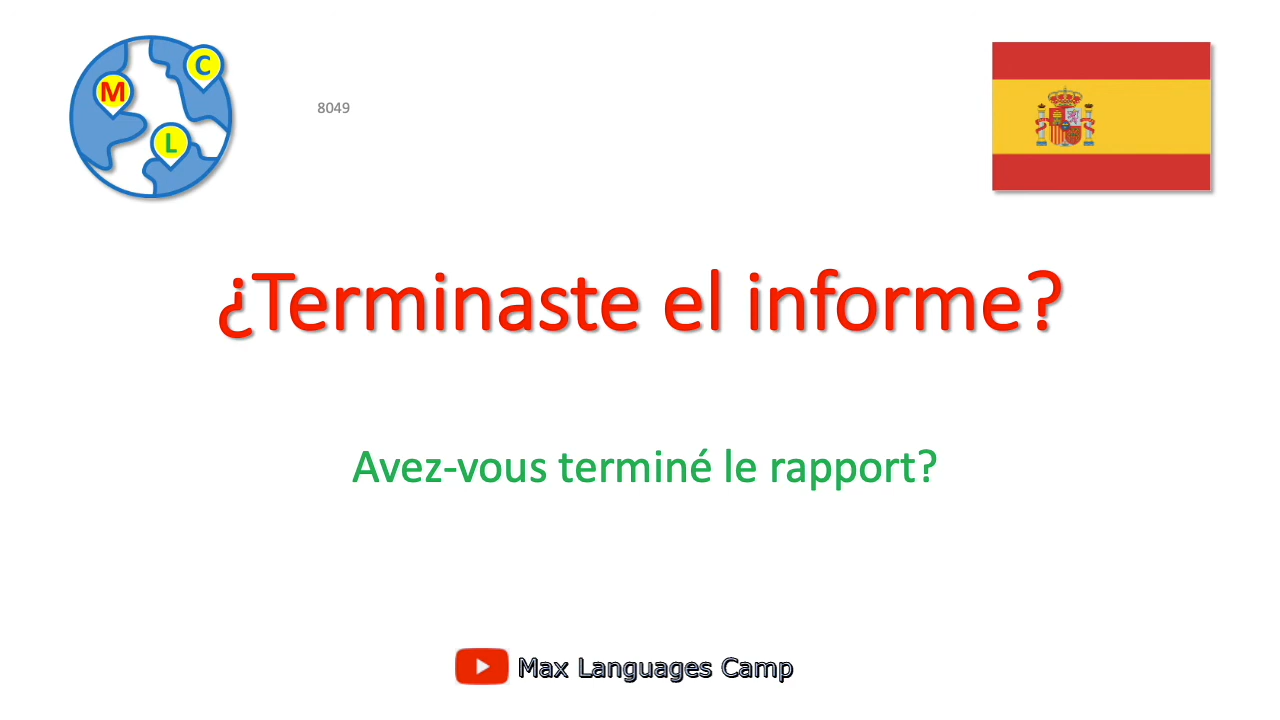 C
M
L
8049
¿Terminaste el informe?
Avez-vous terminé le rapport?
Max Languages Camp